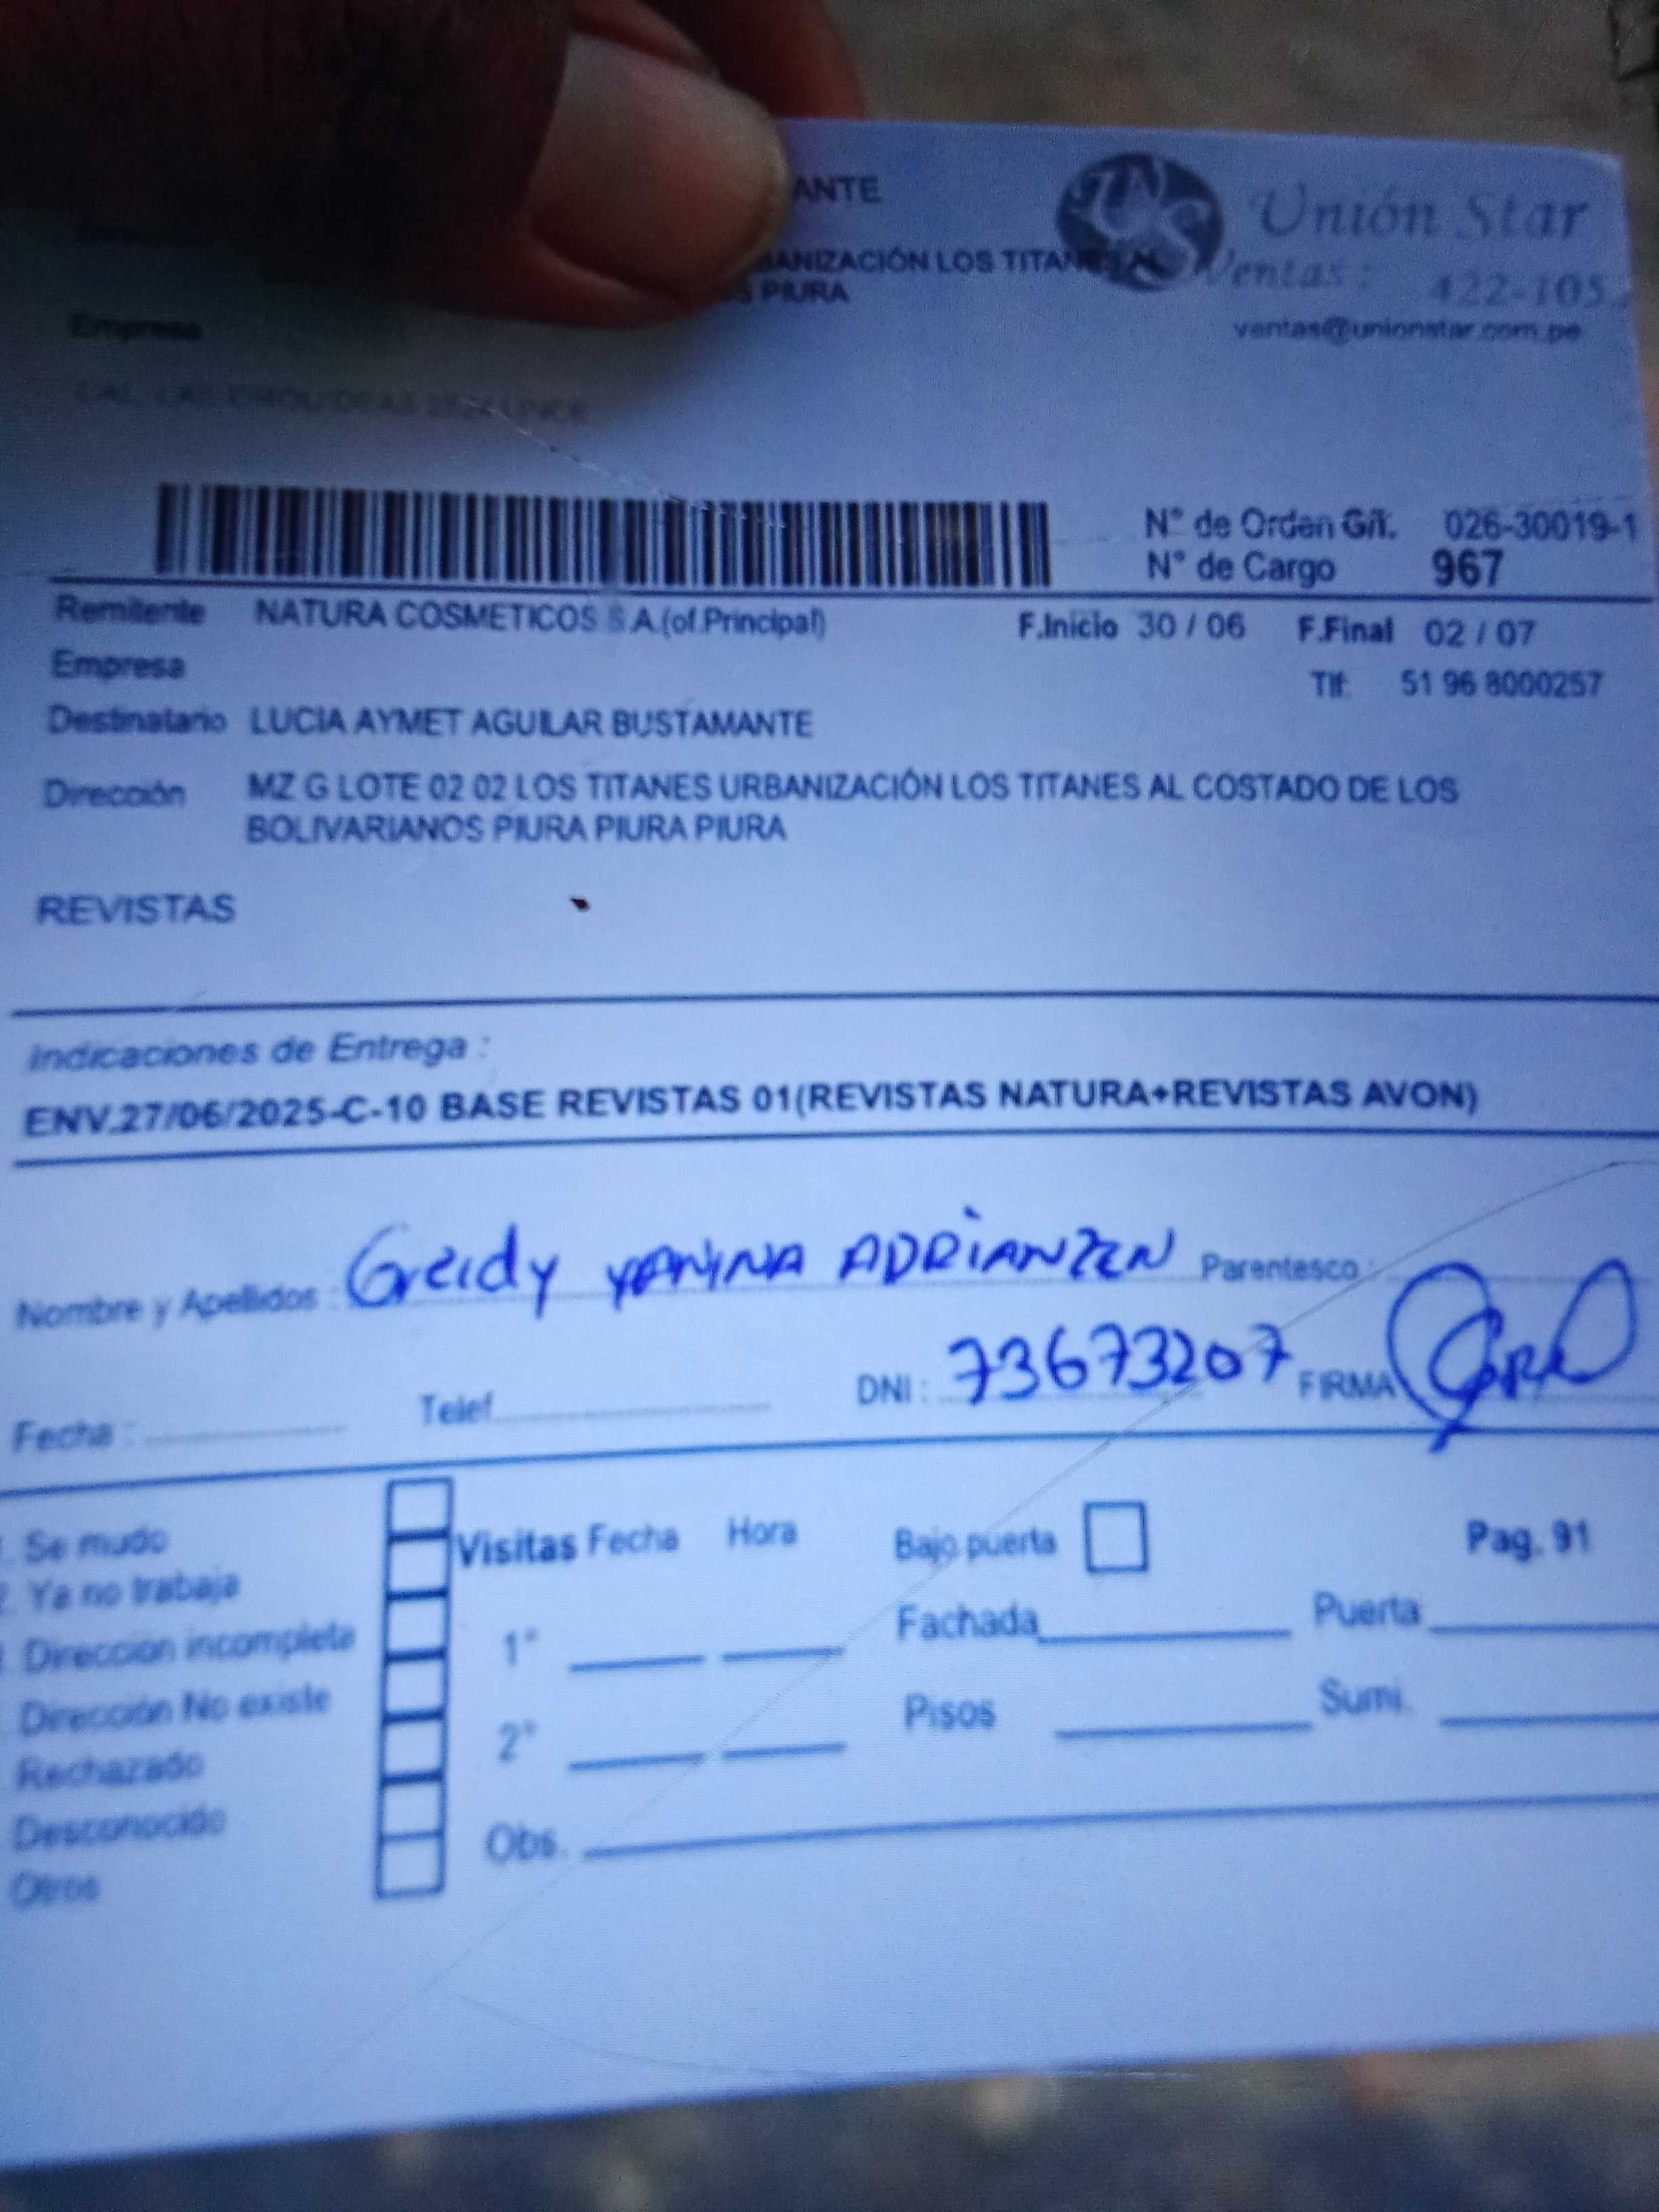 ANTE
Unión Star
ANIZACIÓN LOS TITANES AL
Ventas : 422-105
PIURA
ventas@unionstar.com.pe
Empresa
N° de Orden G/I. 026-30019-1
N° de Cargo 967
Remitente NATURA COSMETICOS S.A.(of.Principal) F.Inicio 30 / 06 F.Final 02 / 07
Empresa
Tlf: 51 96 8000257
Destinatario LUCIA AYMET AGUILAR BUSTAMANTE
Dirección MZ G LOTE 02 02 LOS TITANES URBANIZACIÓN LOS TITANES AL COSTADO DE LOS
BOLIVARIANOS PIURA PIURA PIURA
REVISTAS
Indicaciones de Entrega :
ENV.27/06/2025-C-10 BASE REVISTAS 01(REVISTAS NATURA+REVISTAS AVON)
Nombre y Apellidos : Greidy YANINA ADRIANZEN Parentesco :
Fecha : Telef. DNI : 73673207 FIRMA
Se mudo
Ya no trabaja
Dirección incompleta
Dirección No existe
Rechazado
Desconocido
Otros
Visitas Fecha Hora
1°
2°
Obs.
Bajo puerta Pag. 91
Fachada Puerta
Pisos Sumi.